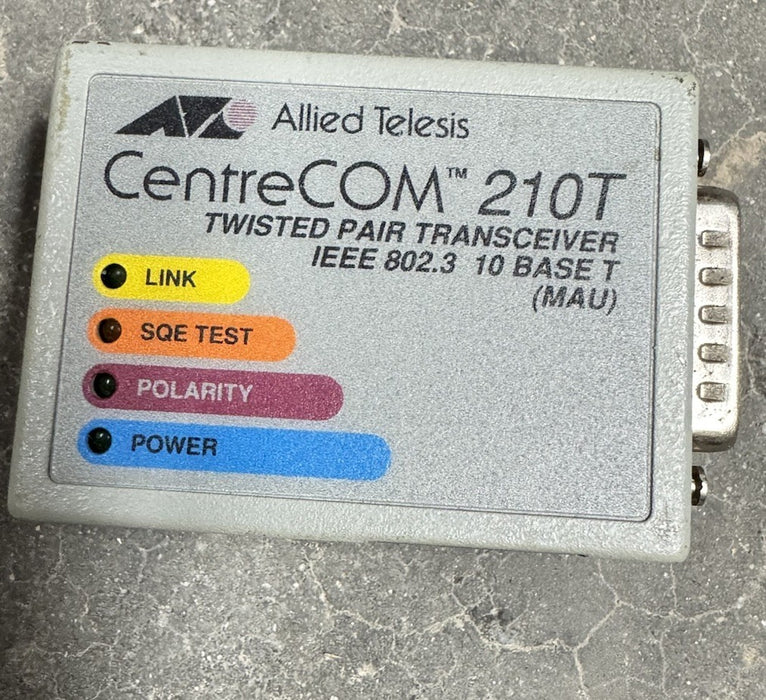 Allied Telesis
CentreCOM™ 210T
TWISTED PAIR TRANSCEIVER
IEEE 802.3 10 BASE T
(MAU)
LINK
SQE TEST
POLARITY
POWER